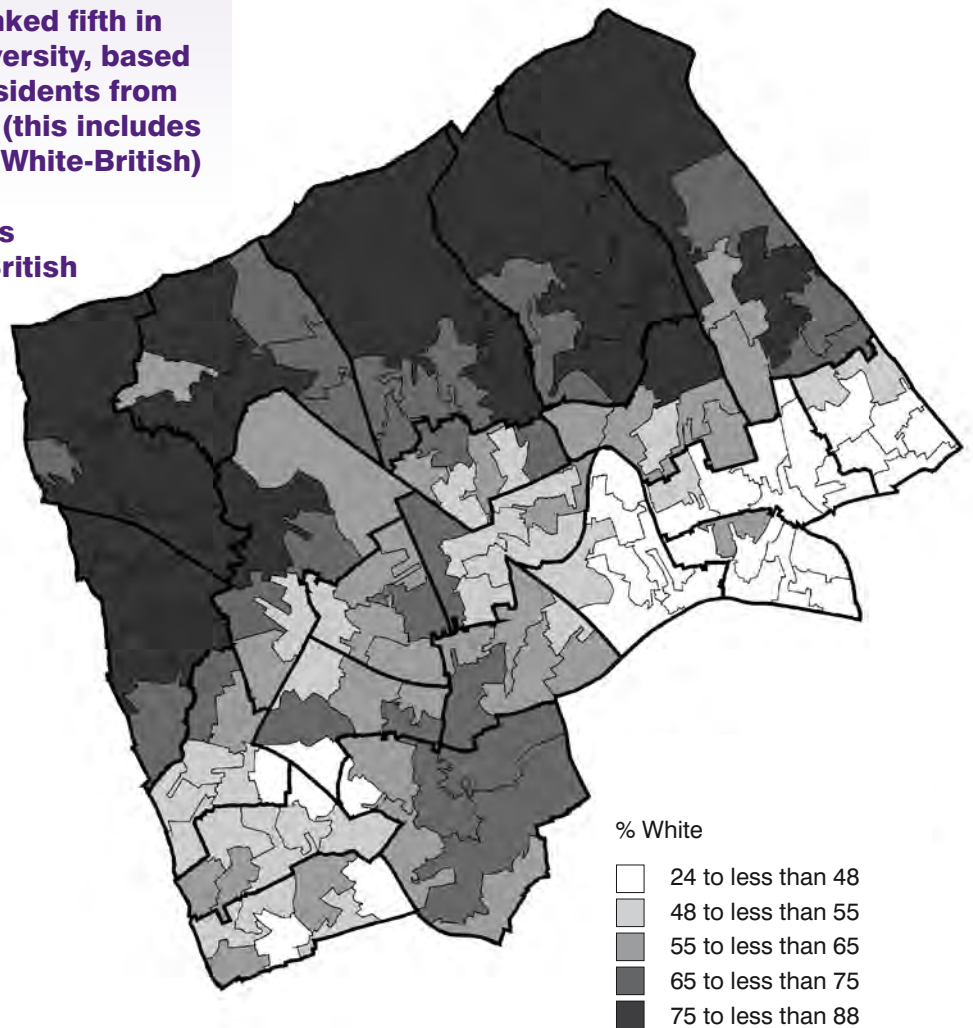 nked fifth in
versity, based
sidents from
(this includes
White-British)
s
ritish
% White
24 to less than 48
48 to less than 55
55 to less than 65
65 to less than 75
75 to less than 88